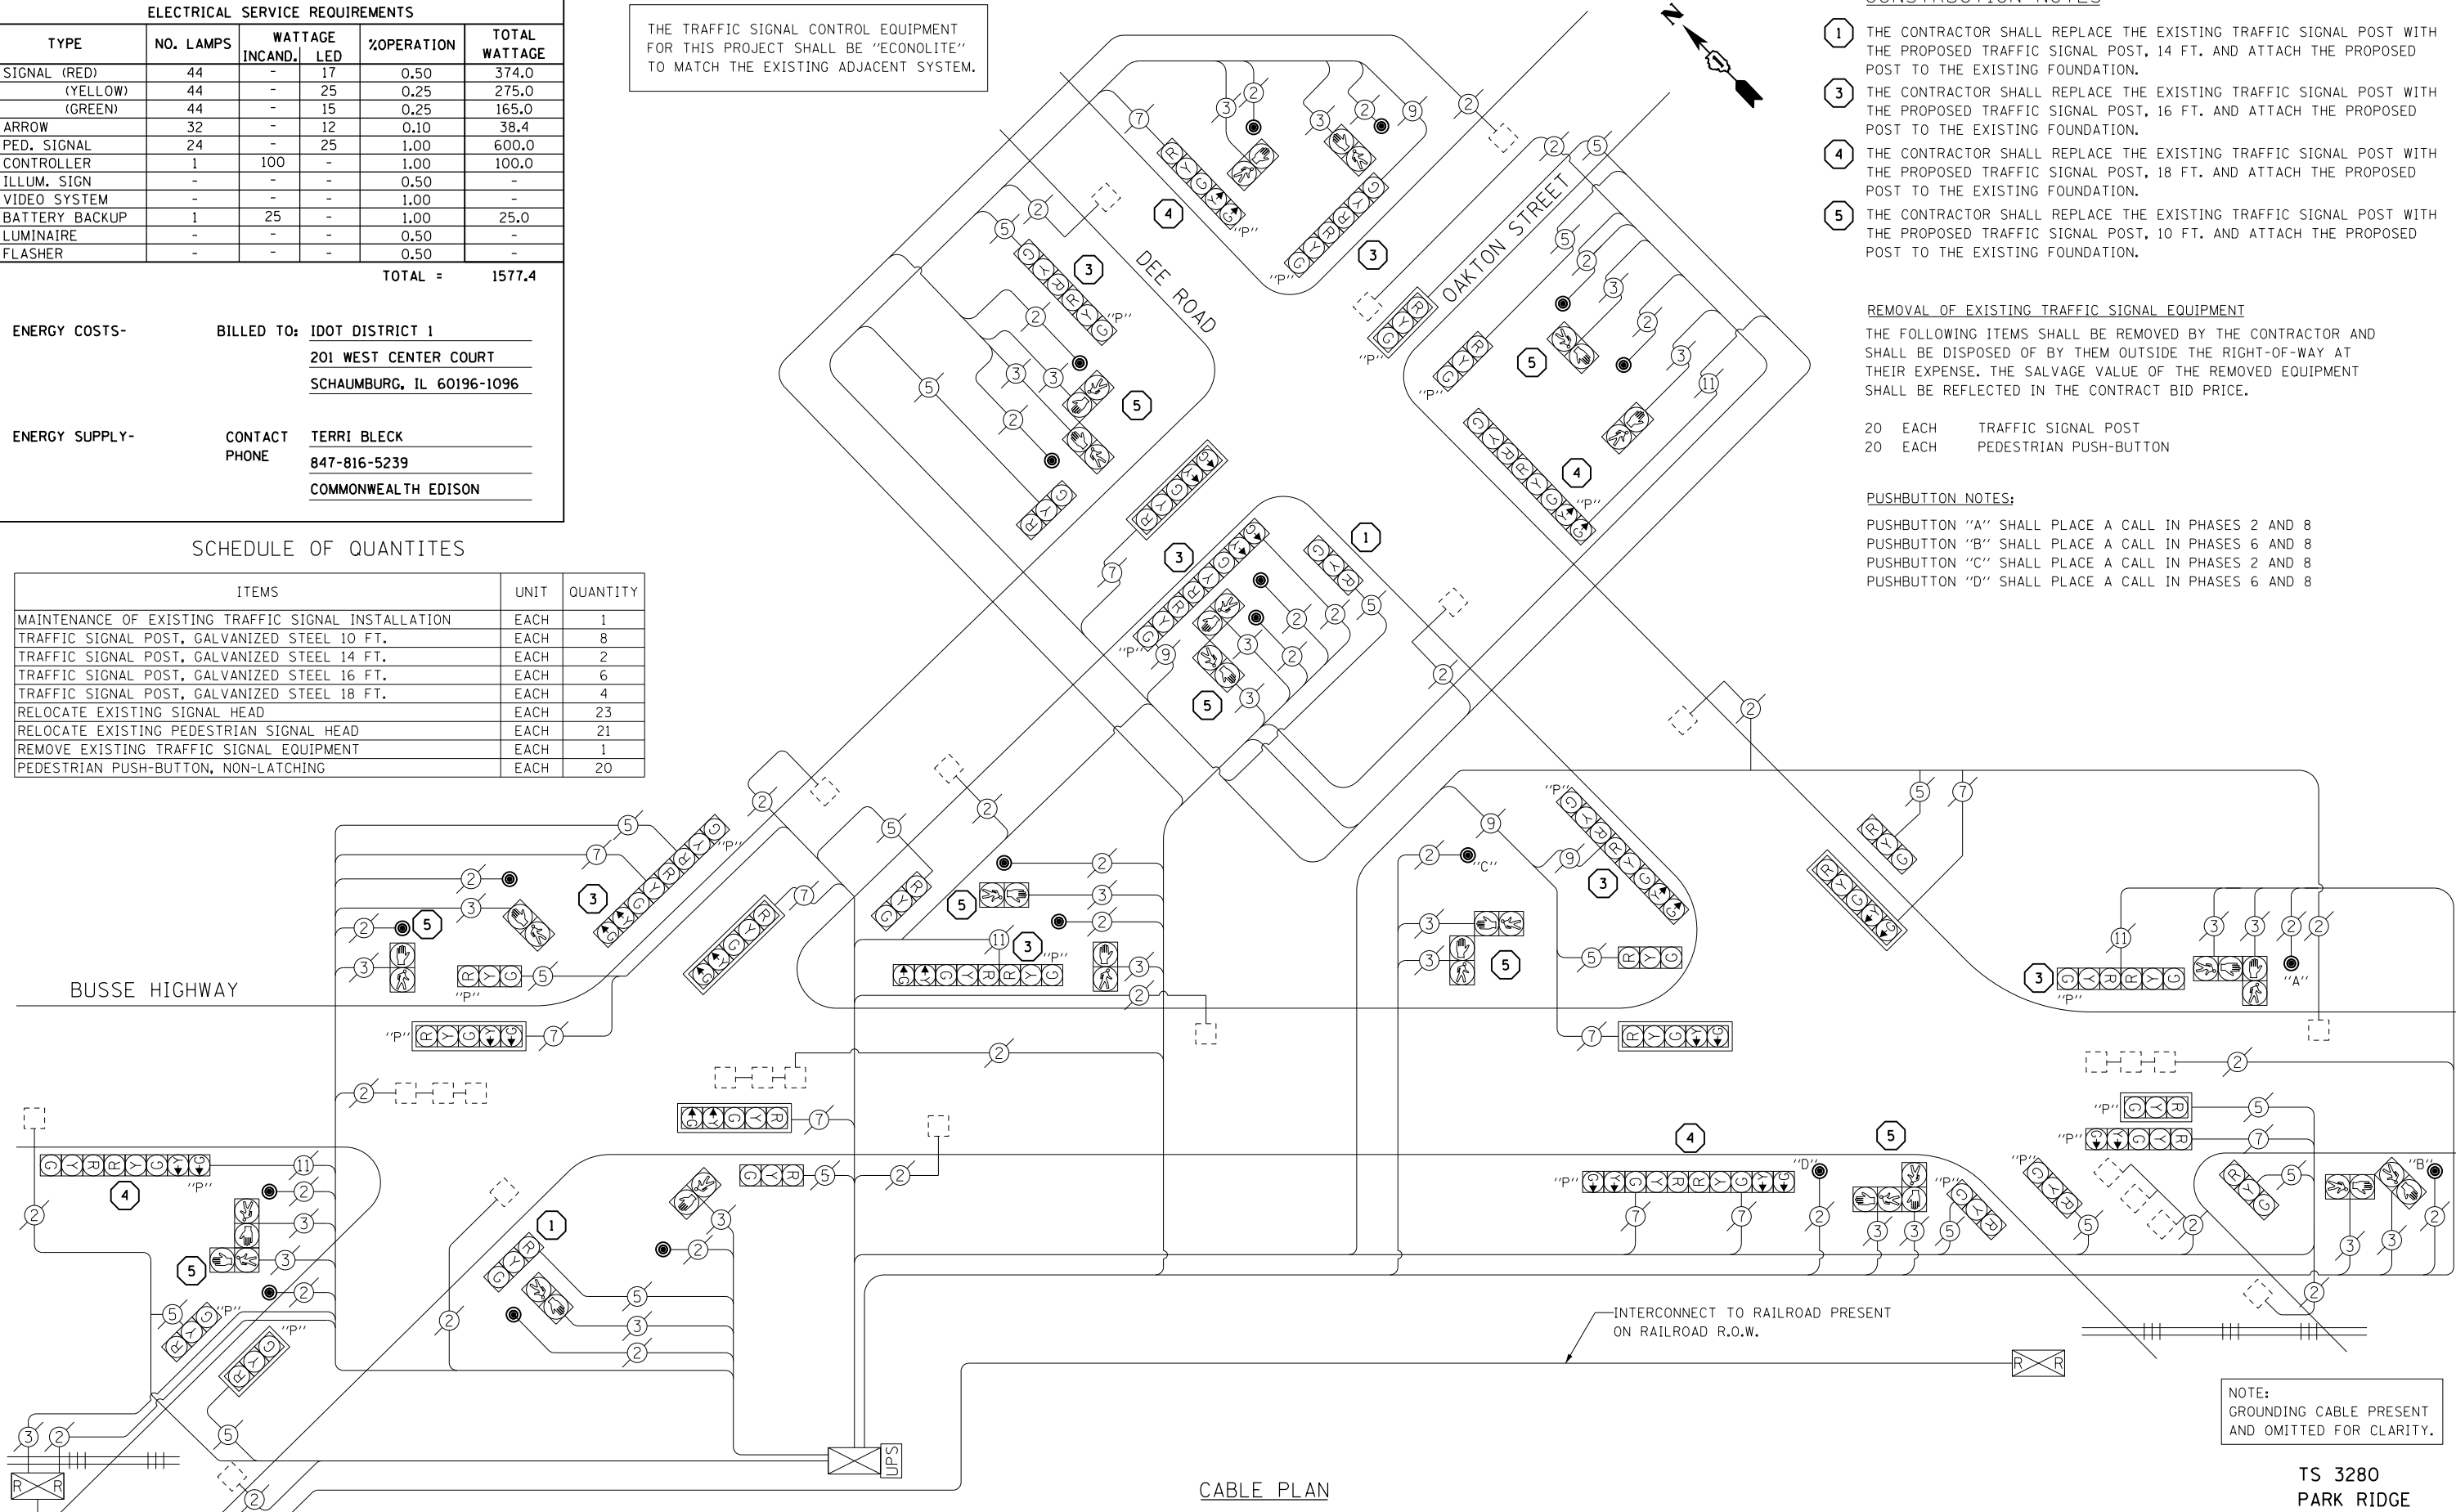 ELECTRICAL SERVICE REQUIREMENTS
TYPE NO. LAMPS WATTAGE INCAND. LED %OPERATION TOTAL WATTAGE
SIGNAL (RED) 44 - 17 0.50 374.0
(YELLOW) 44 - 25 0.25 275.0
(GREEN) 44 - 15 0.25 165.0
ARROW 32 - 12 0.10 38.4
PED. SIGNAL 24 - 25 1.00 600.0
CONTROLLER 1 100 - 1.00 100.0
ILLUM. SIGN - - - 0.50 -
VIDEO SYSTEM - - - 1.00 -
BATTERY BACKUP 1 25 - 1.00 25.0
LUMINAIRE - - - 0.50 -
FLASHER - - - 0.50 -
TOTAL = 1577.4
ENERGY COSTS- BILLED TO: IDOT DISTRICT 1
201 WEST CENTER COURT
SCHAUMBURG, IL 60196-1096
ENERGY SUPPLY- CONTACT TERRI BLECK
PHONE 847-816-5239
COMMONWEALTH EDISON
SCHEDULE OF QUANTITES
ITEMS UNIT QUANTITY
MAINTENANCE OF EXISTING TRAFFIC SIGNAL INSTALLATION EACH 1
TRAFFIC SIGNAL POST, GALVANIZED STEEL 10 FT. EACH 8
TRAFFIC SIGNAL POST, GALVANIZED STEEL 14 FT. EACH 2
TRAFFIC SIGNAL POST, GALVANIZED STEEL 16 FT. EACH 6
TRAFFIC SIGNAL POST, GALVANIZED STEEL 18 FT. EACH 4
RELOCATE EXISTING SIGNAL HEAD EACH 23
RELOCATE EXISTING PEDESTRIAN SIGNAL HEAD EACH 21
REMOVE EXISTING TRAFFIC SIGNAL EQUIPMENT EACH 1
PEDESTRIAN PUSH-BUTTON, NON-LATCHING EACH 20
THE TRAFFIC SIGNAL CONTROL EQUIPMENT
FOR THIS PROJECT SHALL BE "ECONOLITE"
TO MATCH THE EXISTING ADJACENT SYSTEM.
N
DEE ROAD
OAKTON STREET
BUSSE HIGHWAY
CONSTRUCTION NOTES
1 THE CONTRACTOR SHALL REPLACE THE EXISTING TRAFFIC SIGNAL POST WITH
THE PROPOSED TRAFFIC SIGNAL POST, 14 FT. AND ATTACH THE PROPOSED
POST TO THE EXISTING FOUNDATION.
3 THE CONTRACTOR SHALL REPLACE THE EXISTING TRAFFIC SIGNAL POST WITH
THE PROPOSED TRAFFIC SIGNAL POST, 16 FT. AND ATTACH THE PROPOSED
POST TO THE EXISTING FOUNDATION.
4 THE CONTRACTOR SHALL REPLACE THE EXISTING TRAFFIC SIGNAL POST WITH
THE PROPOSED TRAFFIC SIGNAL POST, 18 FT. AND ATTACH THE PROPOSED
POST TO THE EXISTING FOUNDATION.
5 THE CONTRACTOR SHALL REPLACE THE EXISTING TRAFFIC SIGNAL POST WITH
THE PROPOSED TRAFFIC SIGNAL POST, 10 FT. AND ATTACH THE PROPOSED
POST TO THE EXISTING FOUNDATION.
REMOVAL OF EXISTING TRAFFIC SIGNAL EQUIPMENT
THE FOLLOWING ITEMS SHALL BE REMOVED BY THE CONTRACTOR AND
SHALL BE DISPOSED OF BY THEM OUTSIDE THE RIGHT-OF-WAY AT
THEIR EXPENSE. THE SALVAGE VALUE OF THE REMOVED EQUIPMENT
SHALL BE REFLECTED IN THE CONTRACT BID PRICE.
20 EACH TRAFFIC SIGNAL POST
20 EACH PEDESTRIAN PUSH-BUTTON
PUSHBUTTON NOTES:
PUSHBUTTON "A" SHALL PLACE A CALL IN PHASES 2 AND 8
PUSHBUTTON "B" SHALL PLACE A CALL IN PHASES 6 AND 8
PUSHBUTTON "C" SHALL PLACE A CALL IN PHASES 2 AND 8
PUSHBUTTON "D" SHALL PLACE A CALL IN PHASES 6 AND 8
"C"
"A"
"D"
"B"
INTERCONNECT TO RAILROAD PRESENT
ON RAILROAD R.O.W.
R R
R R
UPS
NOTE:
GROUNDING CABLE PRESENT
AND OMITTED FOR CLARITY.
CABLE PLAN
TS 3280
PARK RIDGE